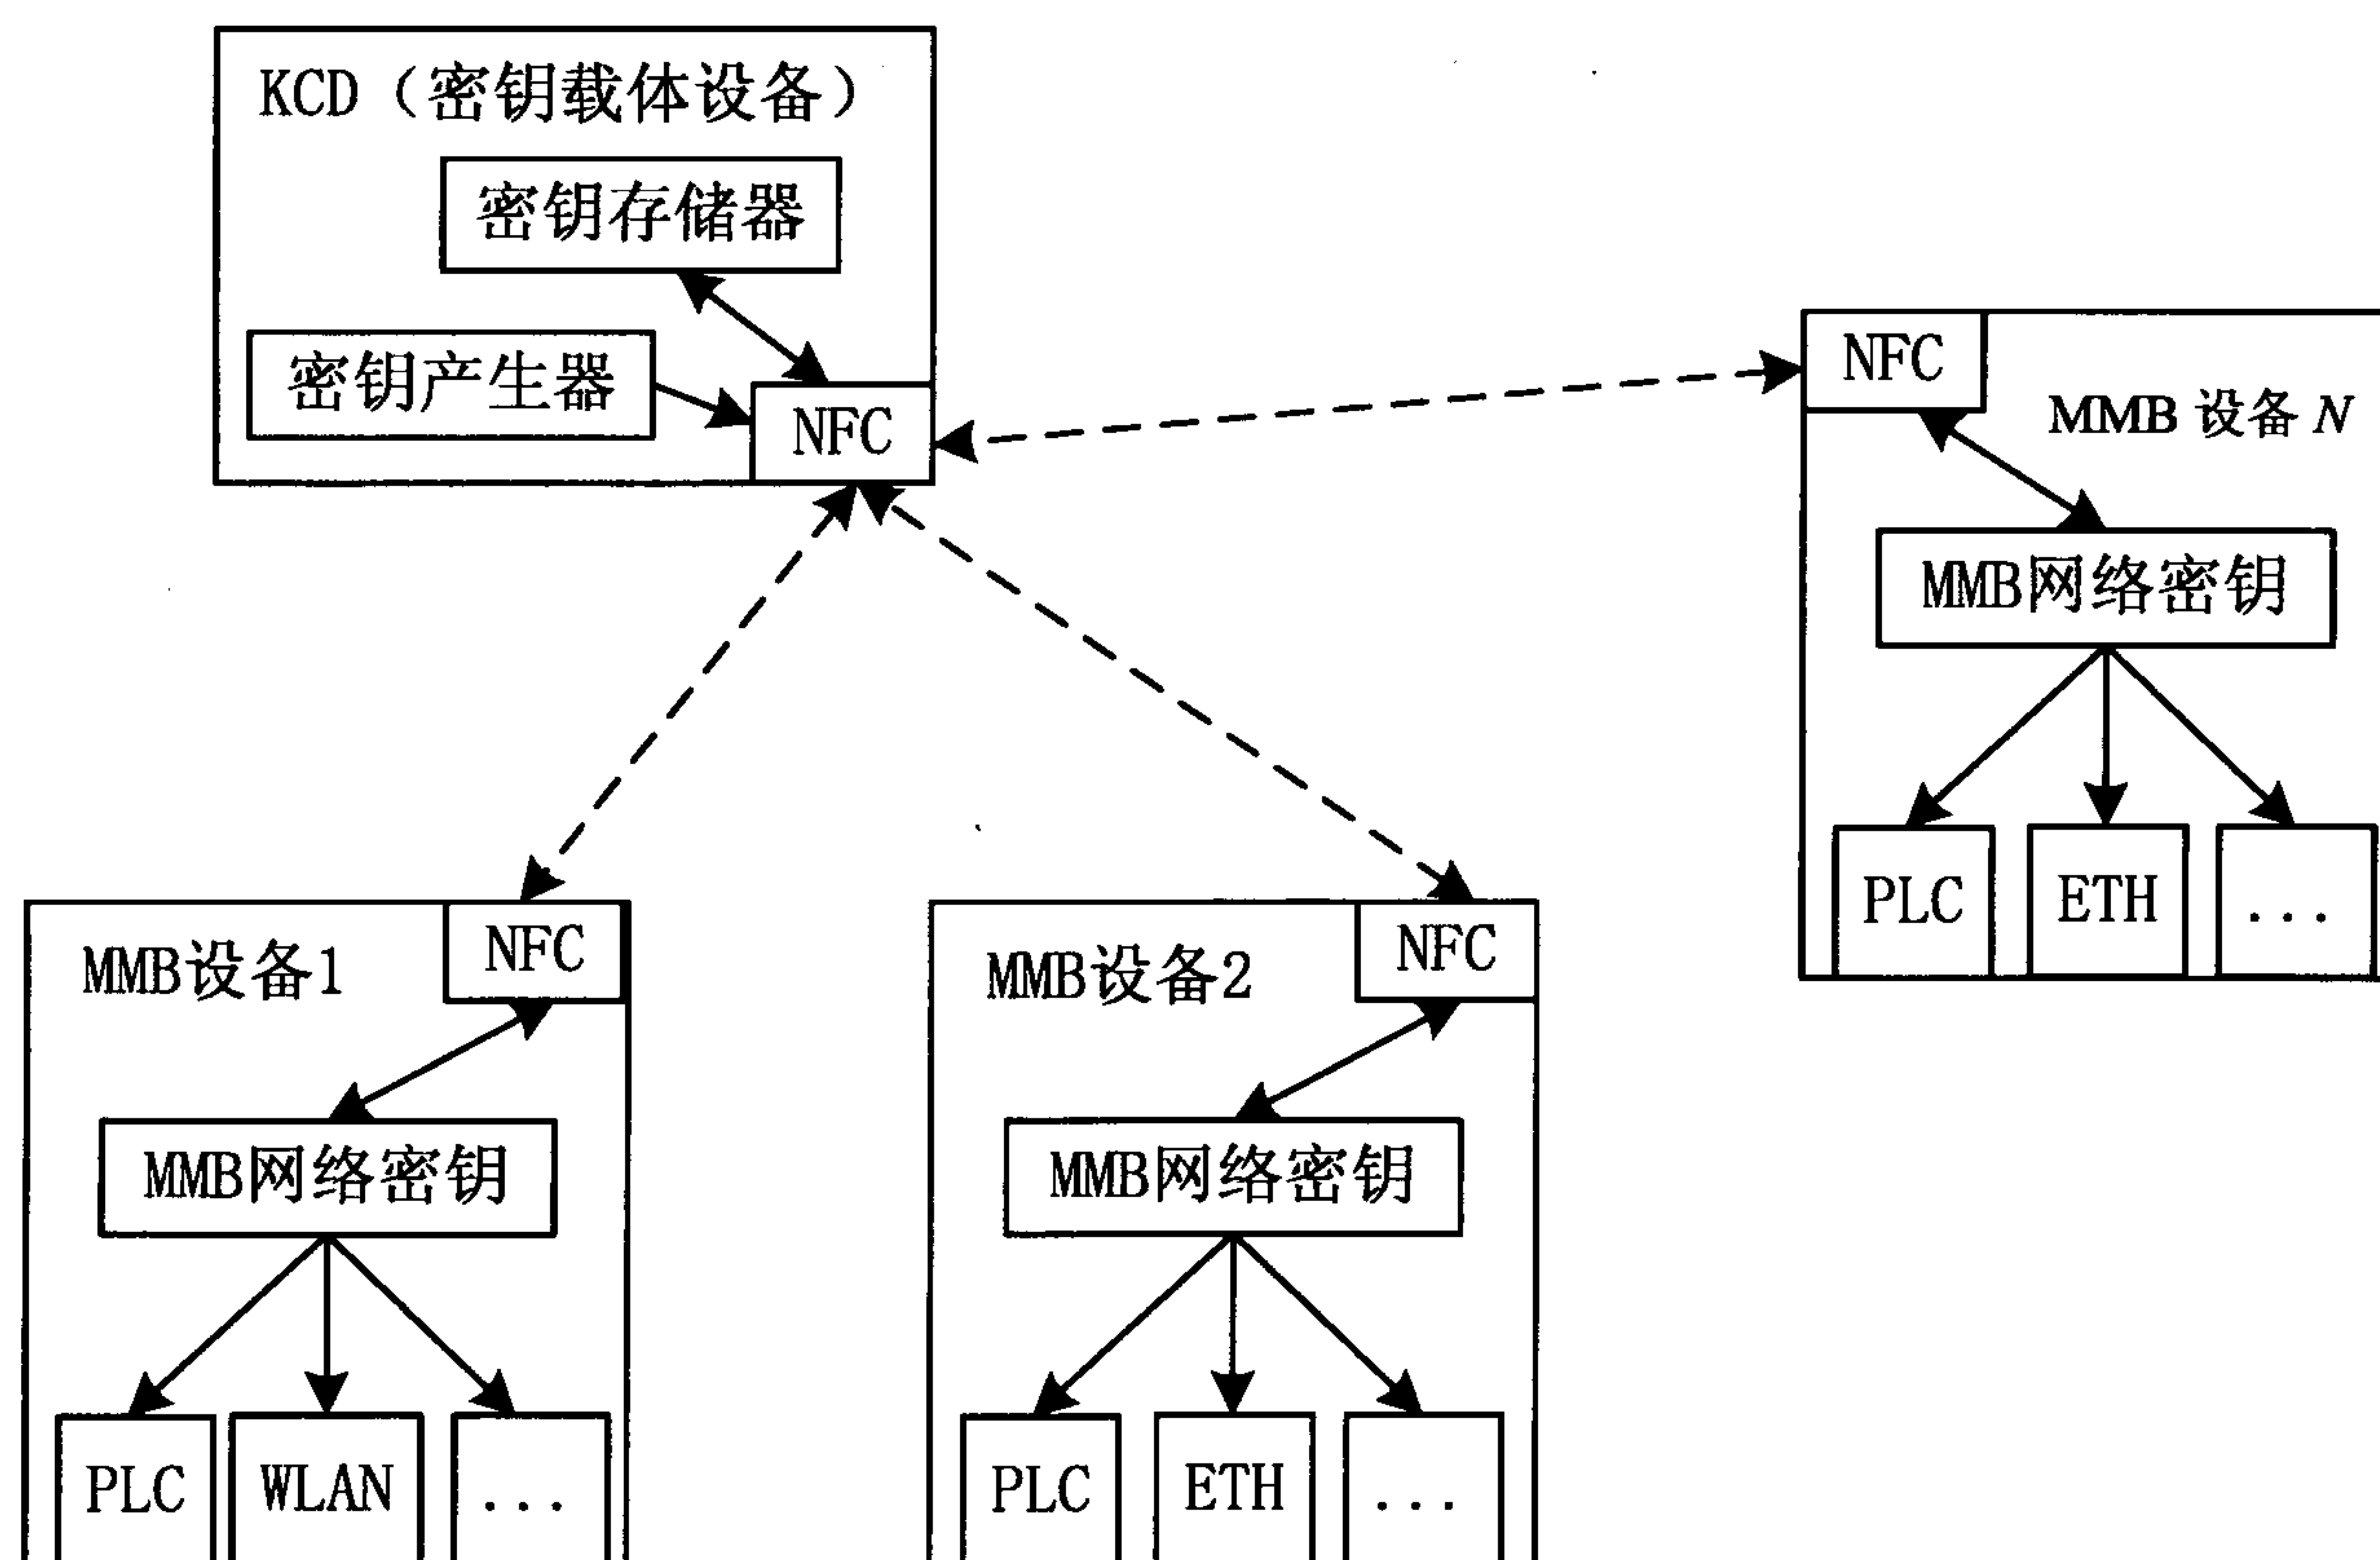 KCD（密钥载体设备）
密钥存储器
密钥产生器
NFC
NFC
MMB 设备 N
MMB网络密钥
PLC
ETH
...
MMB设备1
NFC
MMB网络密钥
PLC
WLAN
...
MMB设备2
NFC
MMB网络密钥
PLC
ETH
...